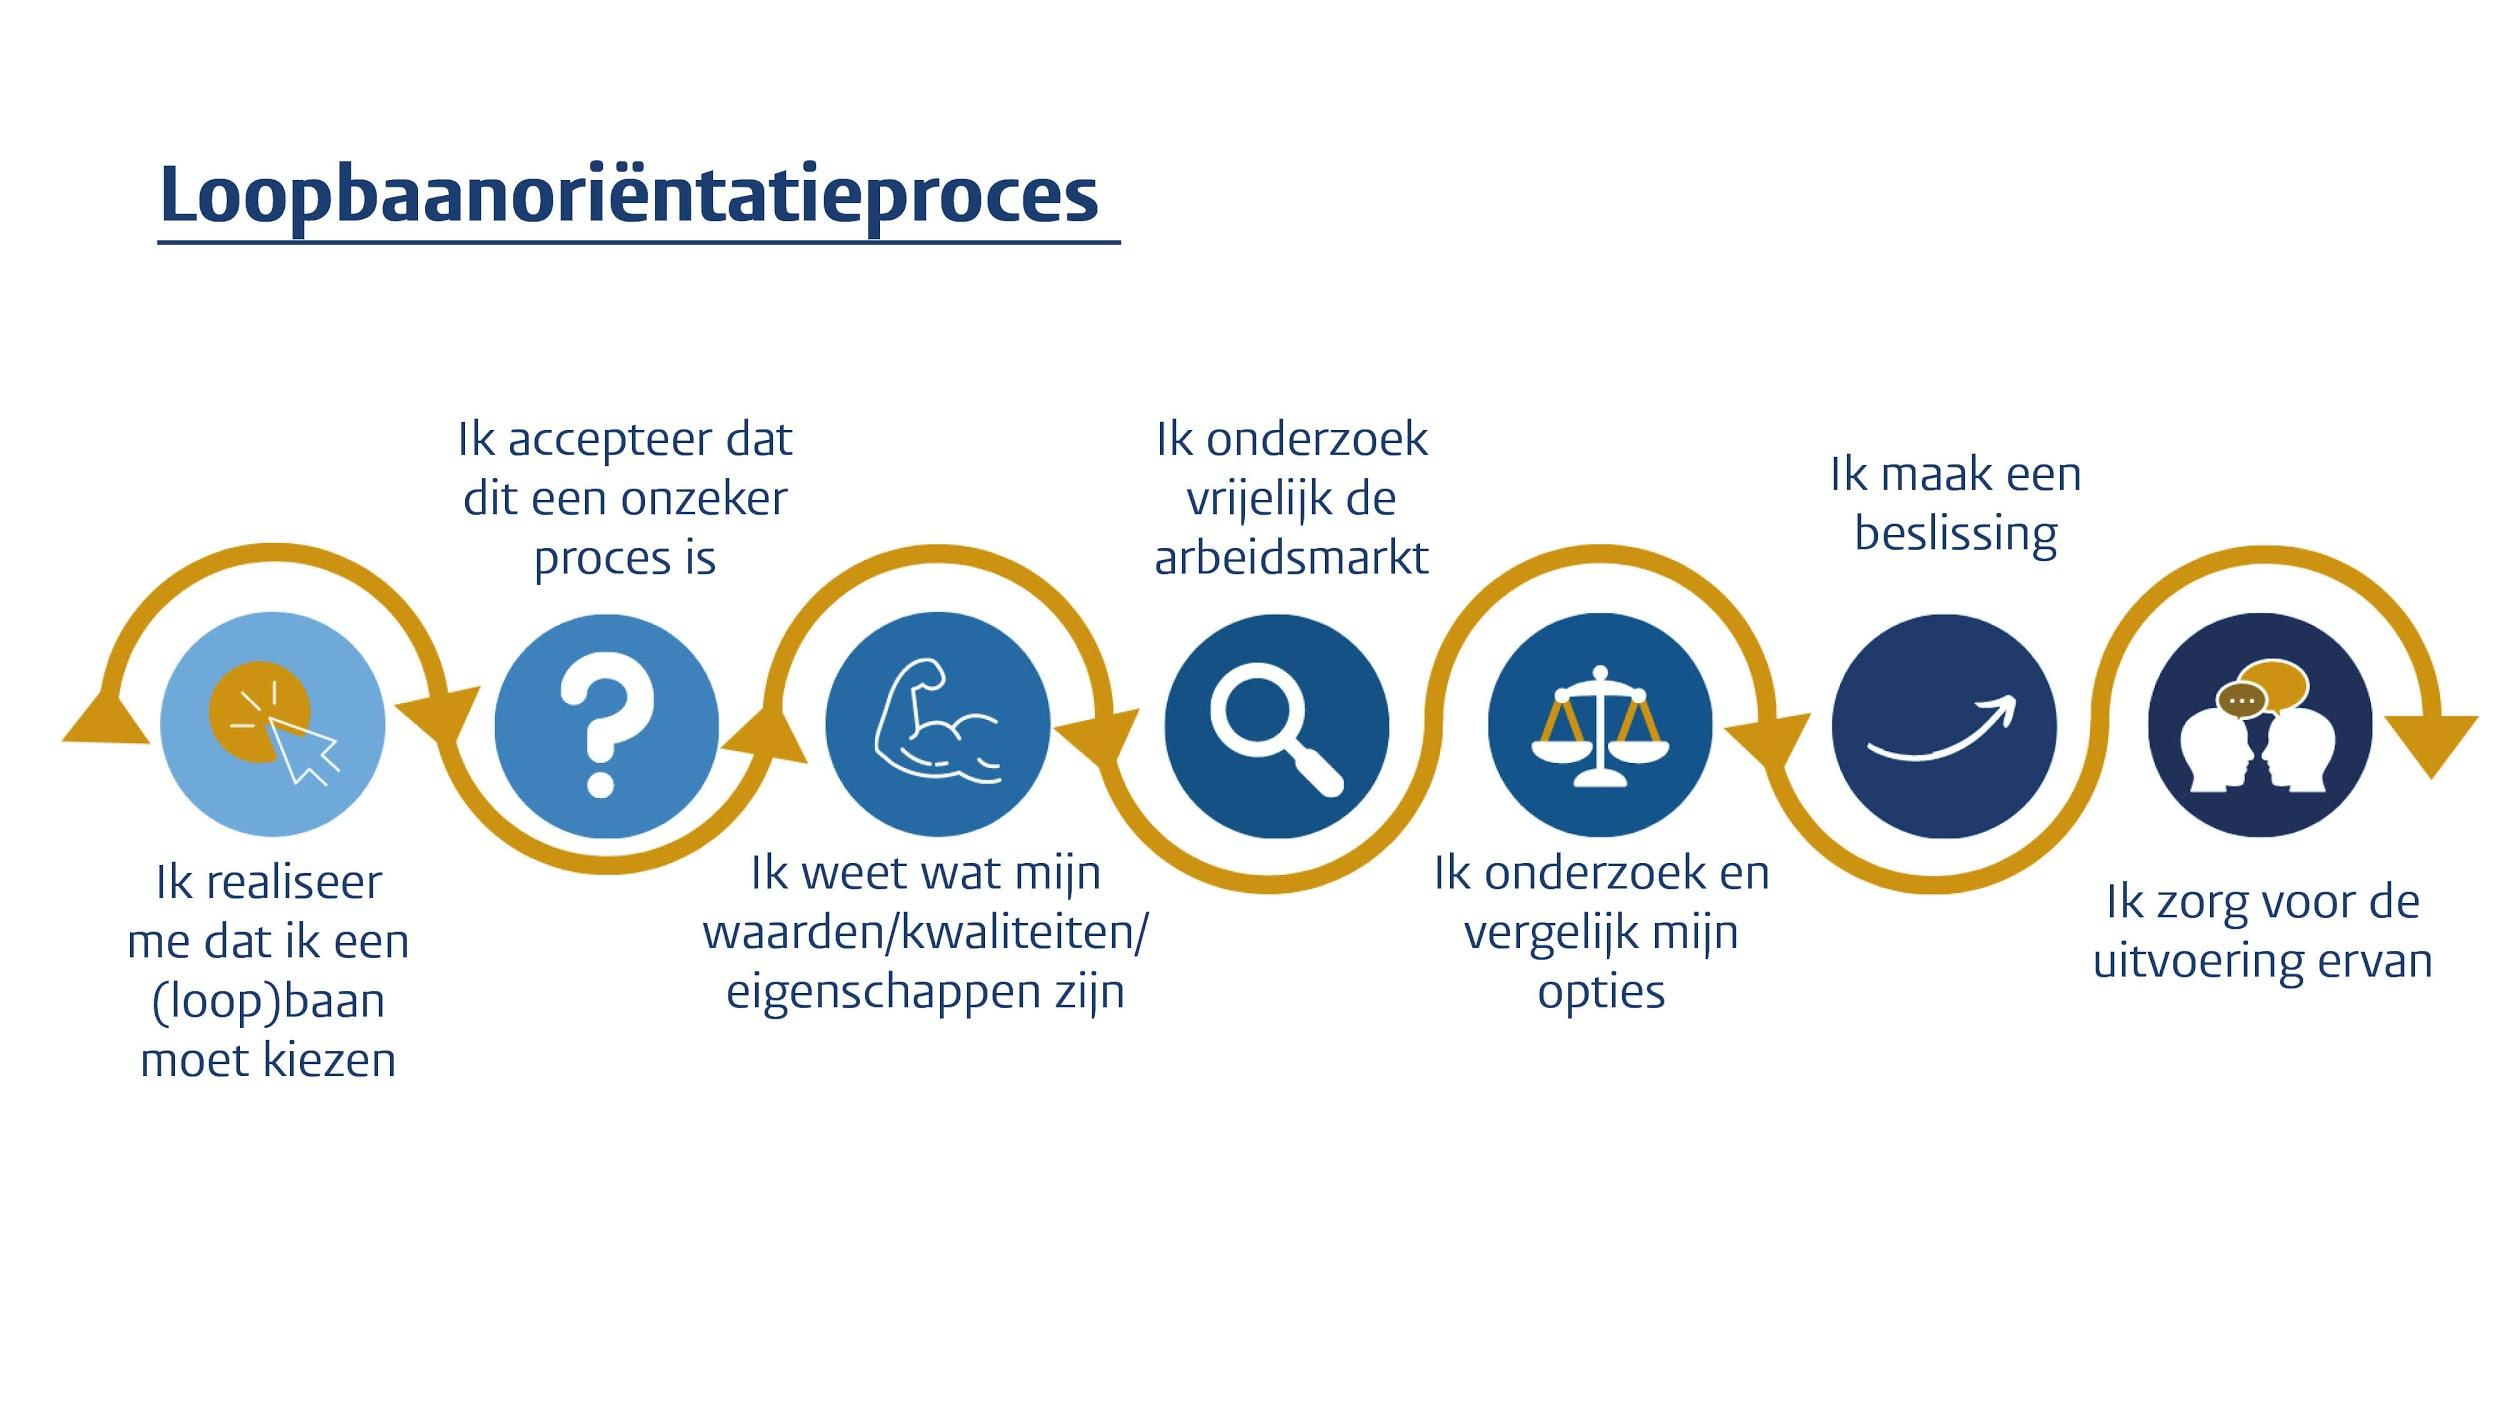 Loopbaanoriëntatieproces
Ik realiseer
me dat ik een
(loop)baan
moet kiezen
Ik accepteer dat
dit een onzeker
proces is
Ik weet wat mijn
waarden/kwaliteiten/
eigenschappen zijn
Ik onderzoek
vrijelijk de
arbeidsmarkt
Ik onderzoek en
vergelijk mijn
opties
Ik maak een
beslissing
Ik zorg voor de
uitvoering ervan